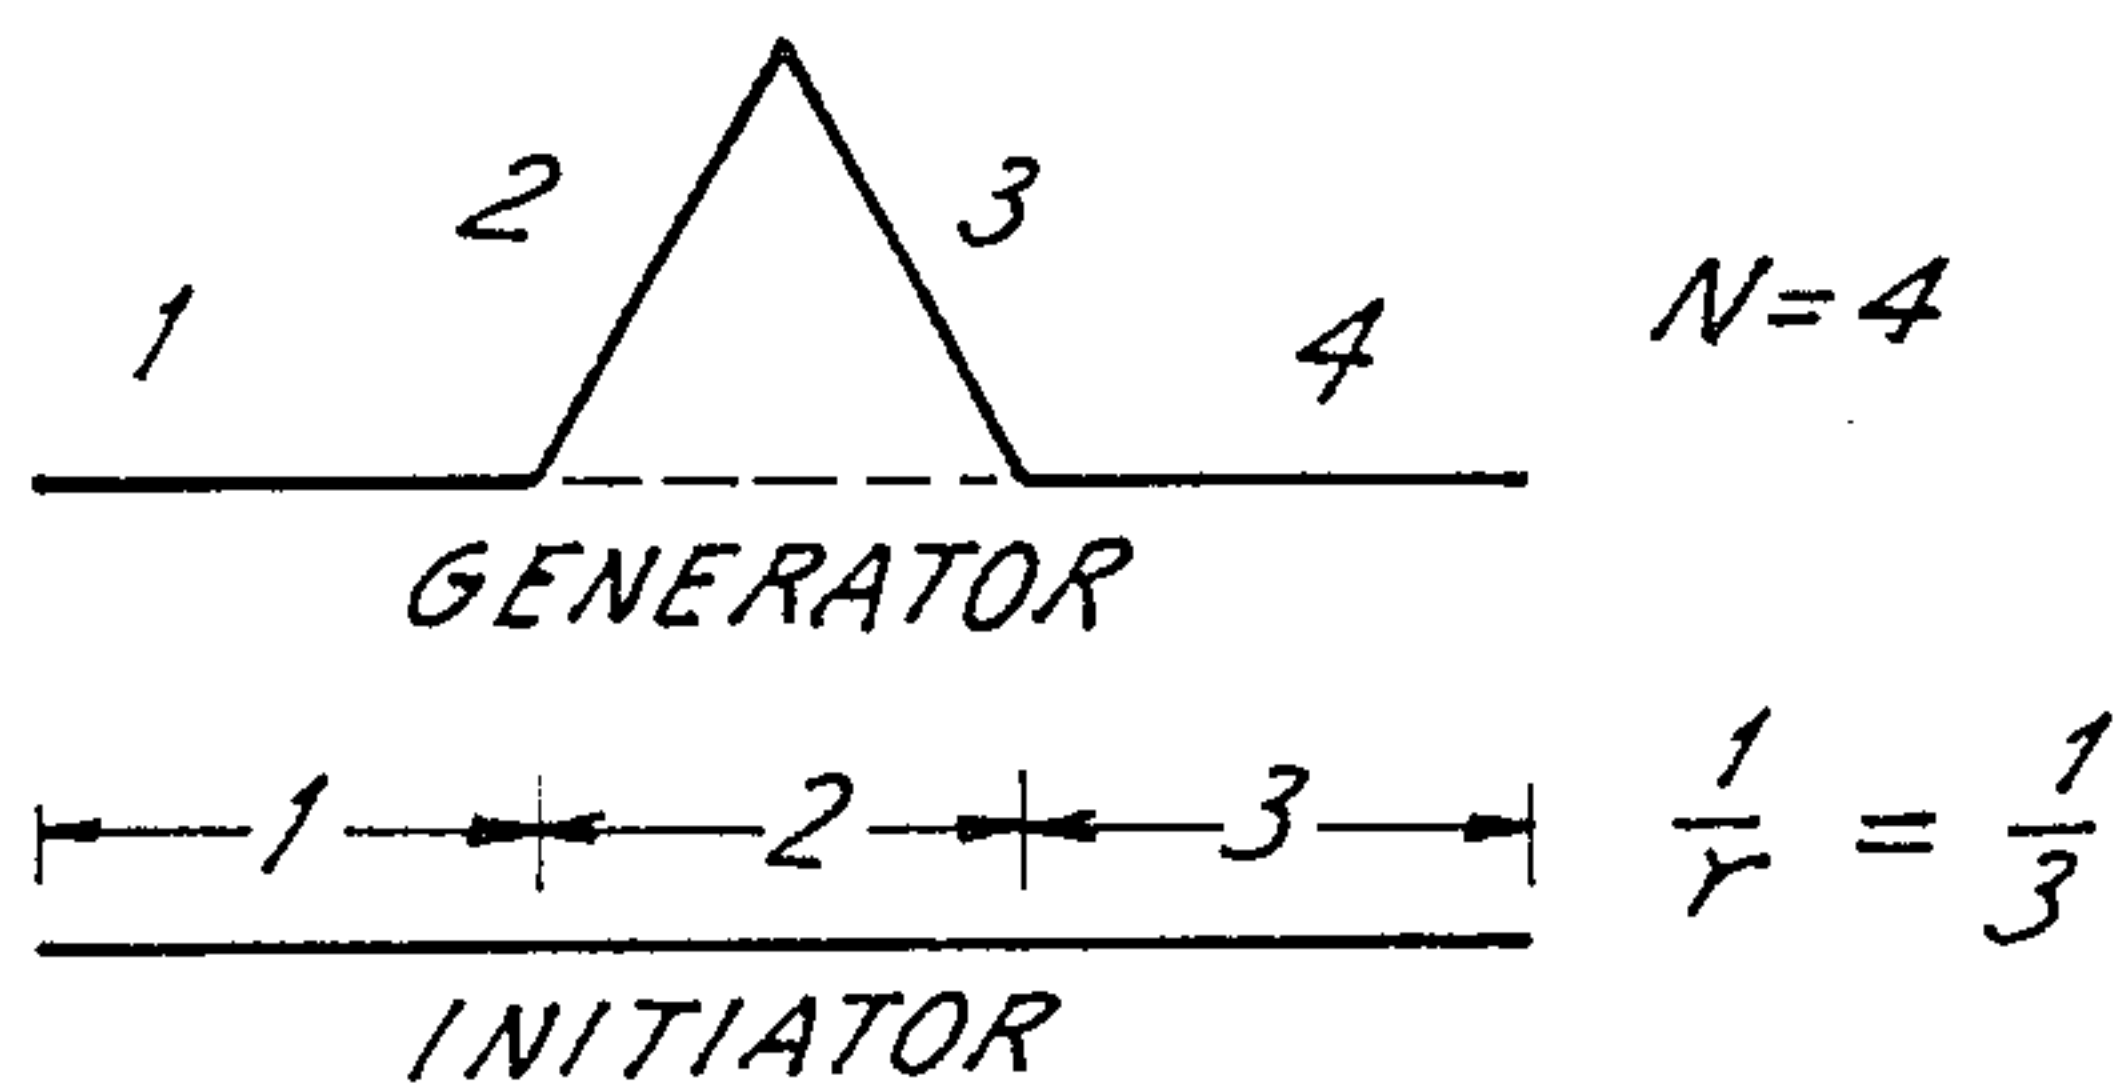 1 2 3 4 N=4
GENERATOR
1 2 3 1/r = 1/3
INITIATOR